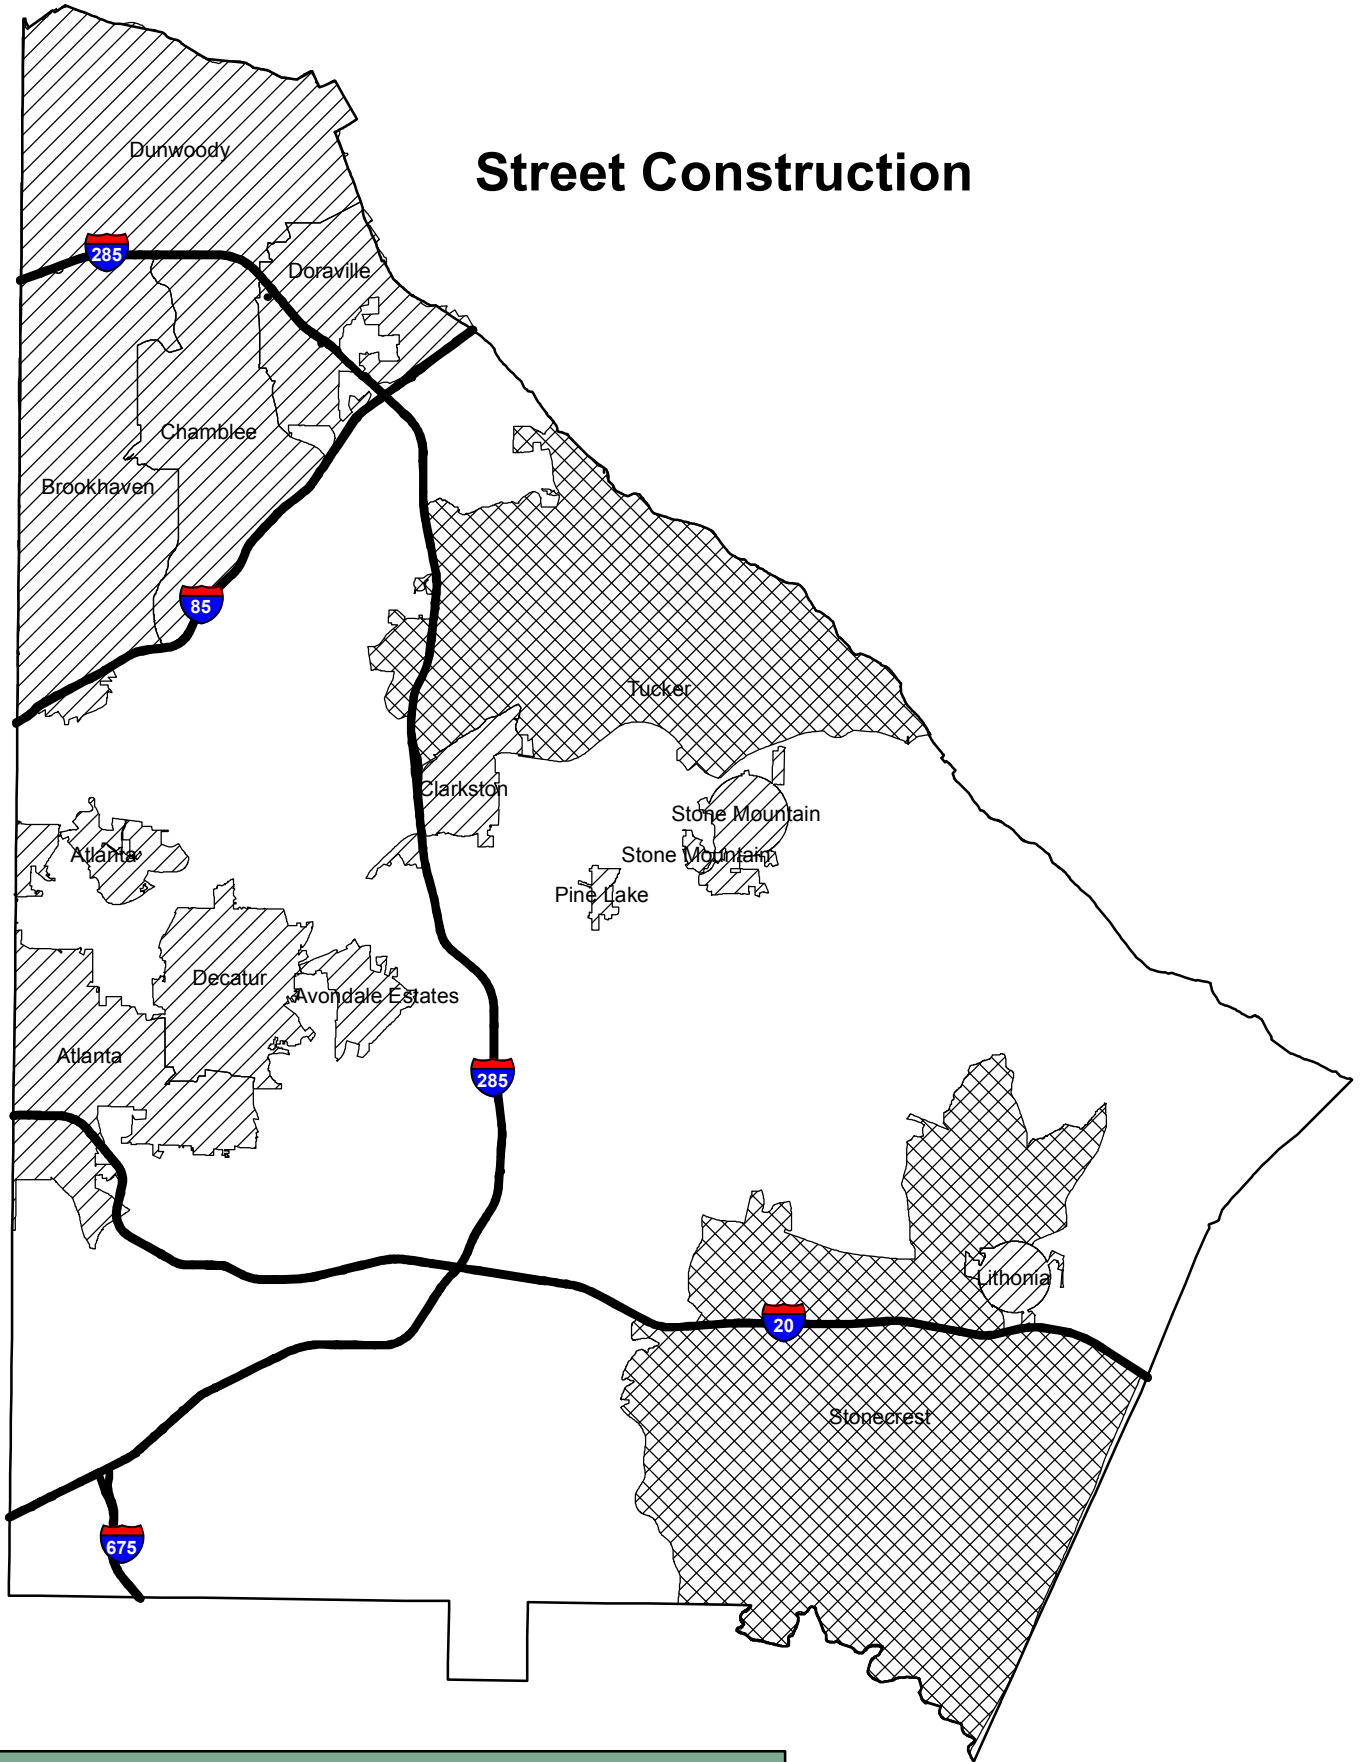 Dunwoody
Street Construction
285
Doraville
Chamblee
Brookhaven
85
Tucker
Clarkston
Stone Mountain
Atlanta
Stone Mountain
Pine Lake
Decatur
Avondale Estates
Atlanta
285
Lithonia
20
Stonecrest
675